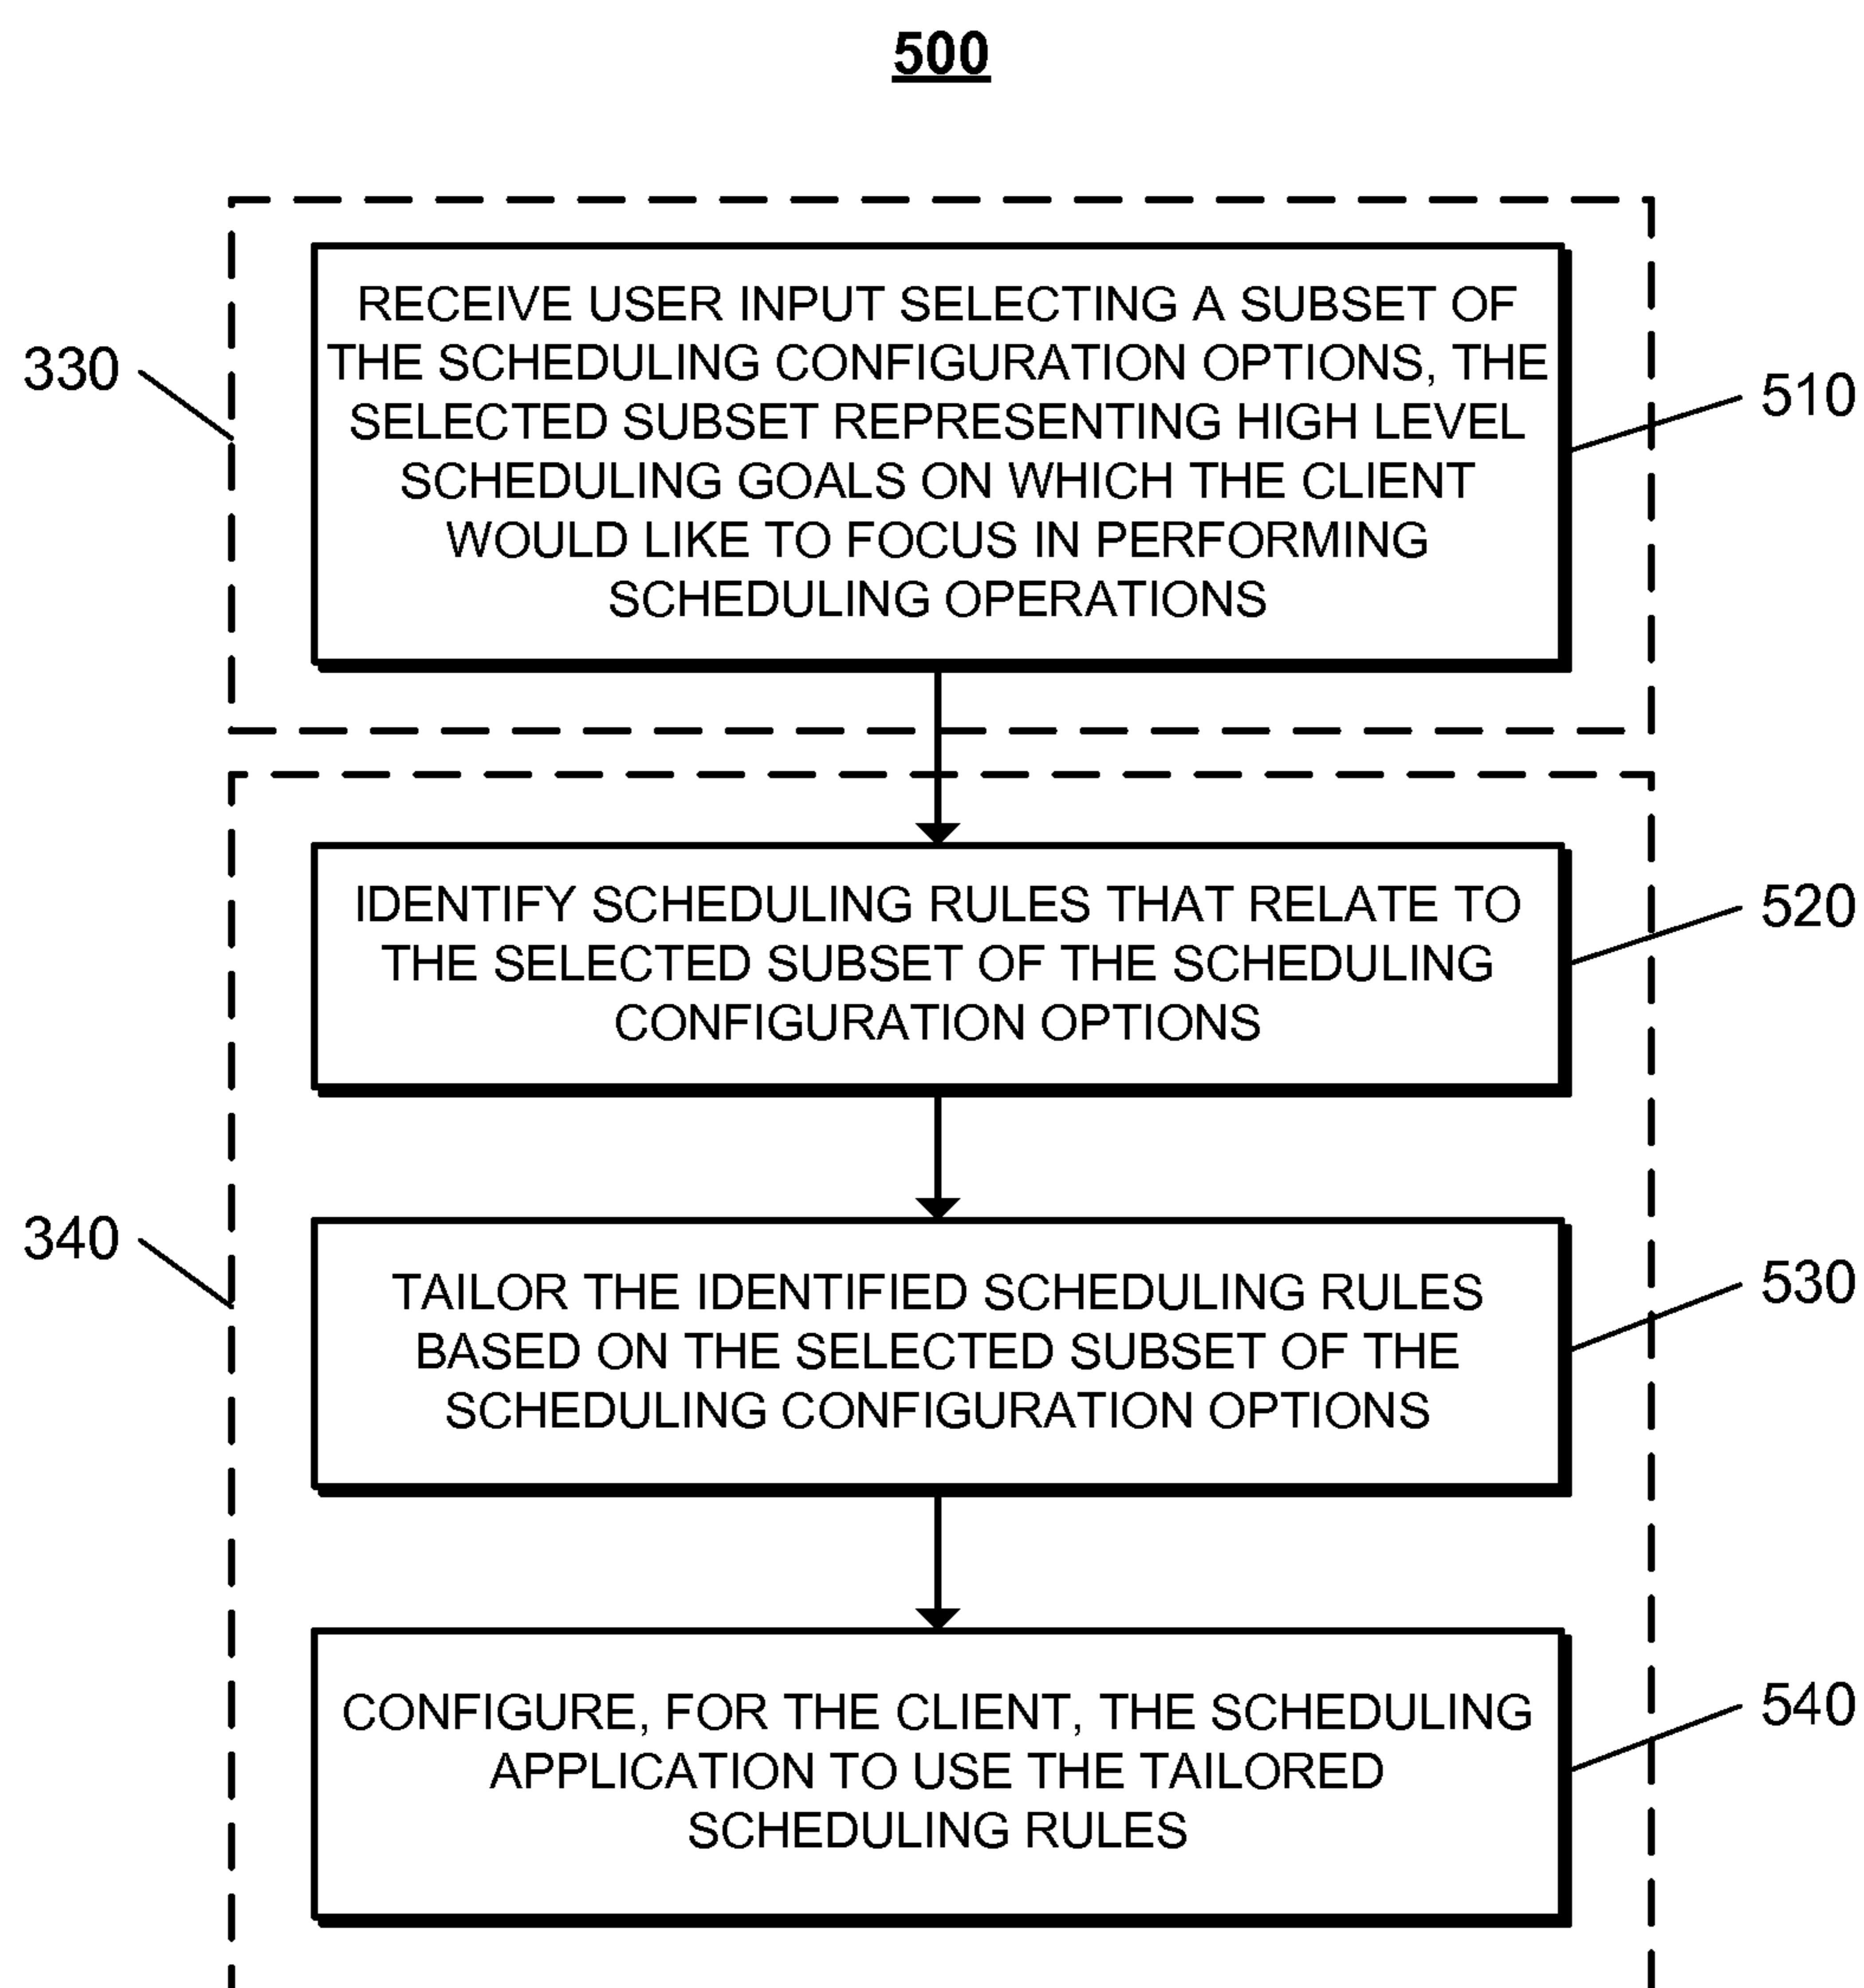 500
330
RECEIVE USER INPUT SELECTING A SUBSET OF
THE SCHEDULING CONFIGURATION OPTIONS, THE
SELECTED SUBSET REPRESENTING HIGH LEVEL
SCHEDULING GOALS ON WHICH THE CLIENT
WOULD LIKE TO FOCUS IN PERFORMING
SCHEDULING OPERATIONS
510
IDENTIFY SCHEDULING RULES THAT RELATE TO
THE SELECTED SUBSET OF THE SCHEDULING
CONFIGURATION OPTIONS
520
340
TAILOR THE IDENTIFIED SCHEDULING RULES
BASED ON THE SELECTED SUBSET OF THE
SCHEDULING CONFIGURATION OPTIONS
530
CONFIGURE, FOR THE CLIENT, THE SCHEDULING
APPLICATION TO USE THE TAILORED
SCHEDULING RULES
540